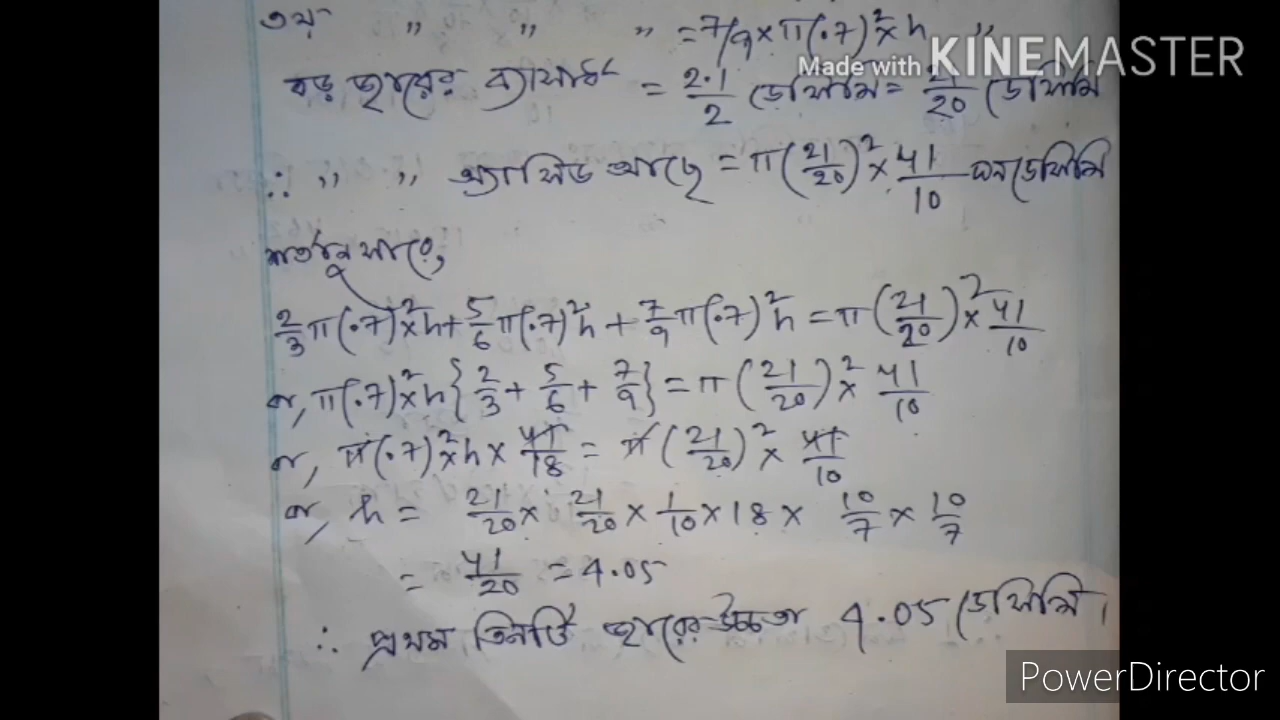 ৩য় " " " = 7/9 × π(.7)² × h "
Made with KINEMASTER
বড় জারের ব্যাসার্ধ = 2.1/2 ডেসিমি = 21/20 ডেসিমি
∴ " " অ্যাসিড আছে = π(21/20)² × 41/10 ঘনডেসিমি
শর্তানুসারে,
2/3 π(.7)² × h + 5/6 π(.7)² h + 7/9 π(.7)² h = π(21/20)² × 41/10
বা, π(.7)² × h {2/3 + 5/6 + 7/9} = π(21/20)² × 41/10
বা, π(.7)² × h × 41/18 = π(21/20)² × 41/10
বা, h = 21/20 × 21/20 × 1/10 × 18 × 10/7 × 10/7
= 41/20 = 4.05
∴ প্রথম তিনটি জারের উচ্চতা 4.05 ডেসিমি।
PowerDirector